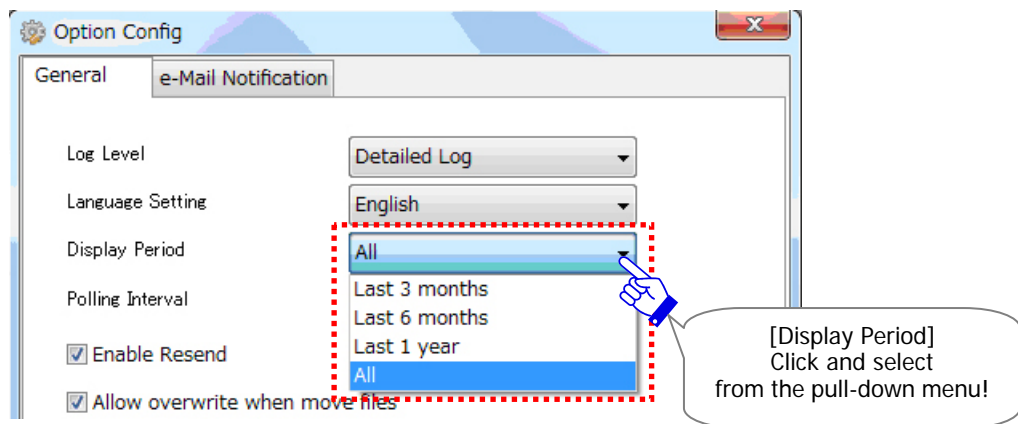 Option Config
General
e-Mail Notification
Log Level
Detailed Log
Language Setting
English
Display Period
All
Last 3 months
Polling Interval
Last 6 months
Last 1 year
Enable Resend
All
Allow overwrite when move files
[Display Period]
Click and select
from the pull-down menu!